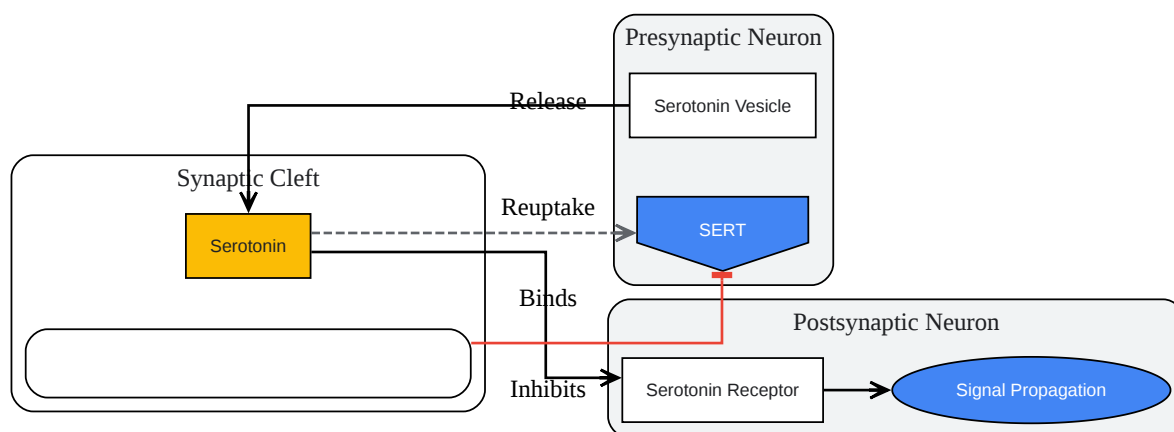 Presynaptic Neuron
Serotonin Vesicle
Release
Synaptic Cleft
Reuptake
SERT
Serotonin
Binds
Postsynaptic Neuron
Inhibits
Serotonin Receptor
Signal Propagation